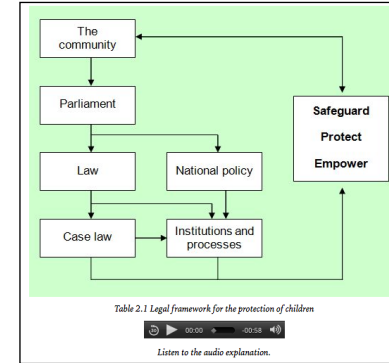 The
community
Parliament
Safeguard
Protect
Empower
Law
National policy
Case law
Institutions and
processes
Table 2.1 Legal framework for the protection of children
30
00:00
-00:58
Listen to the audio explanation.